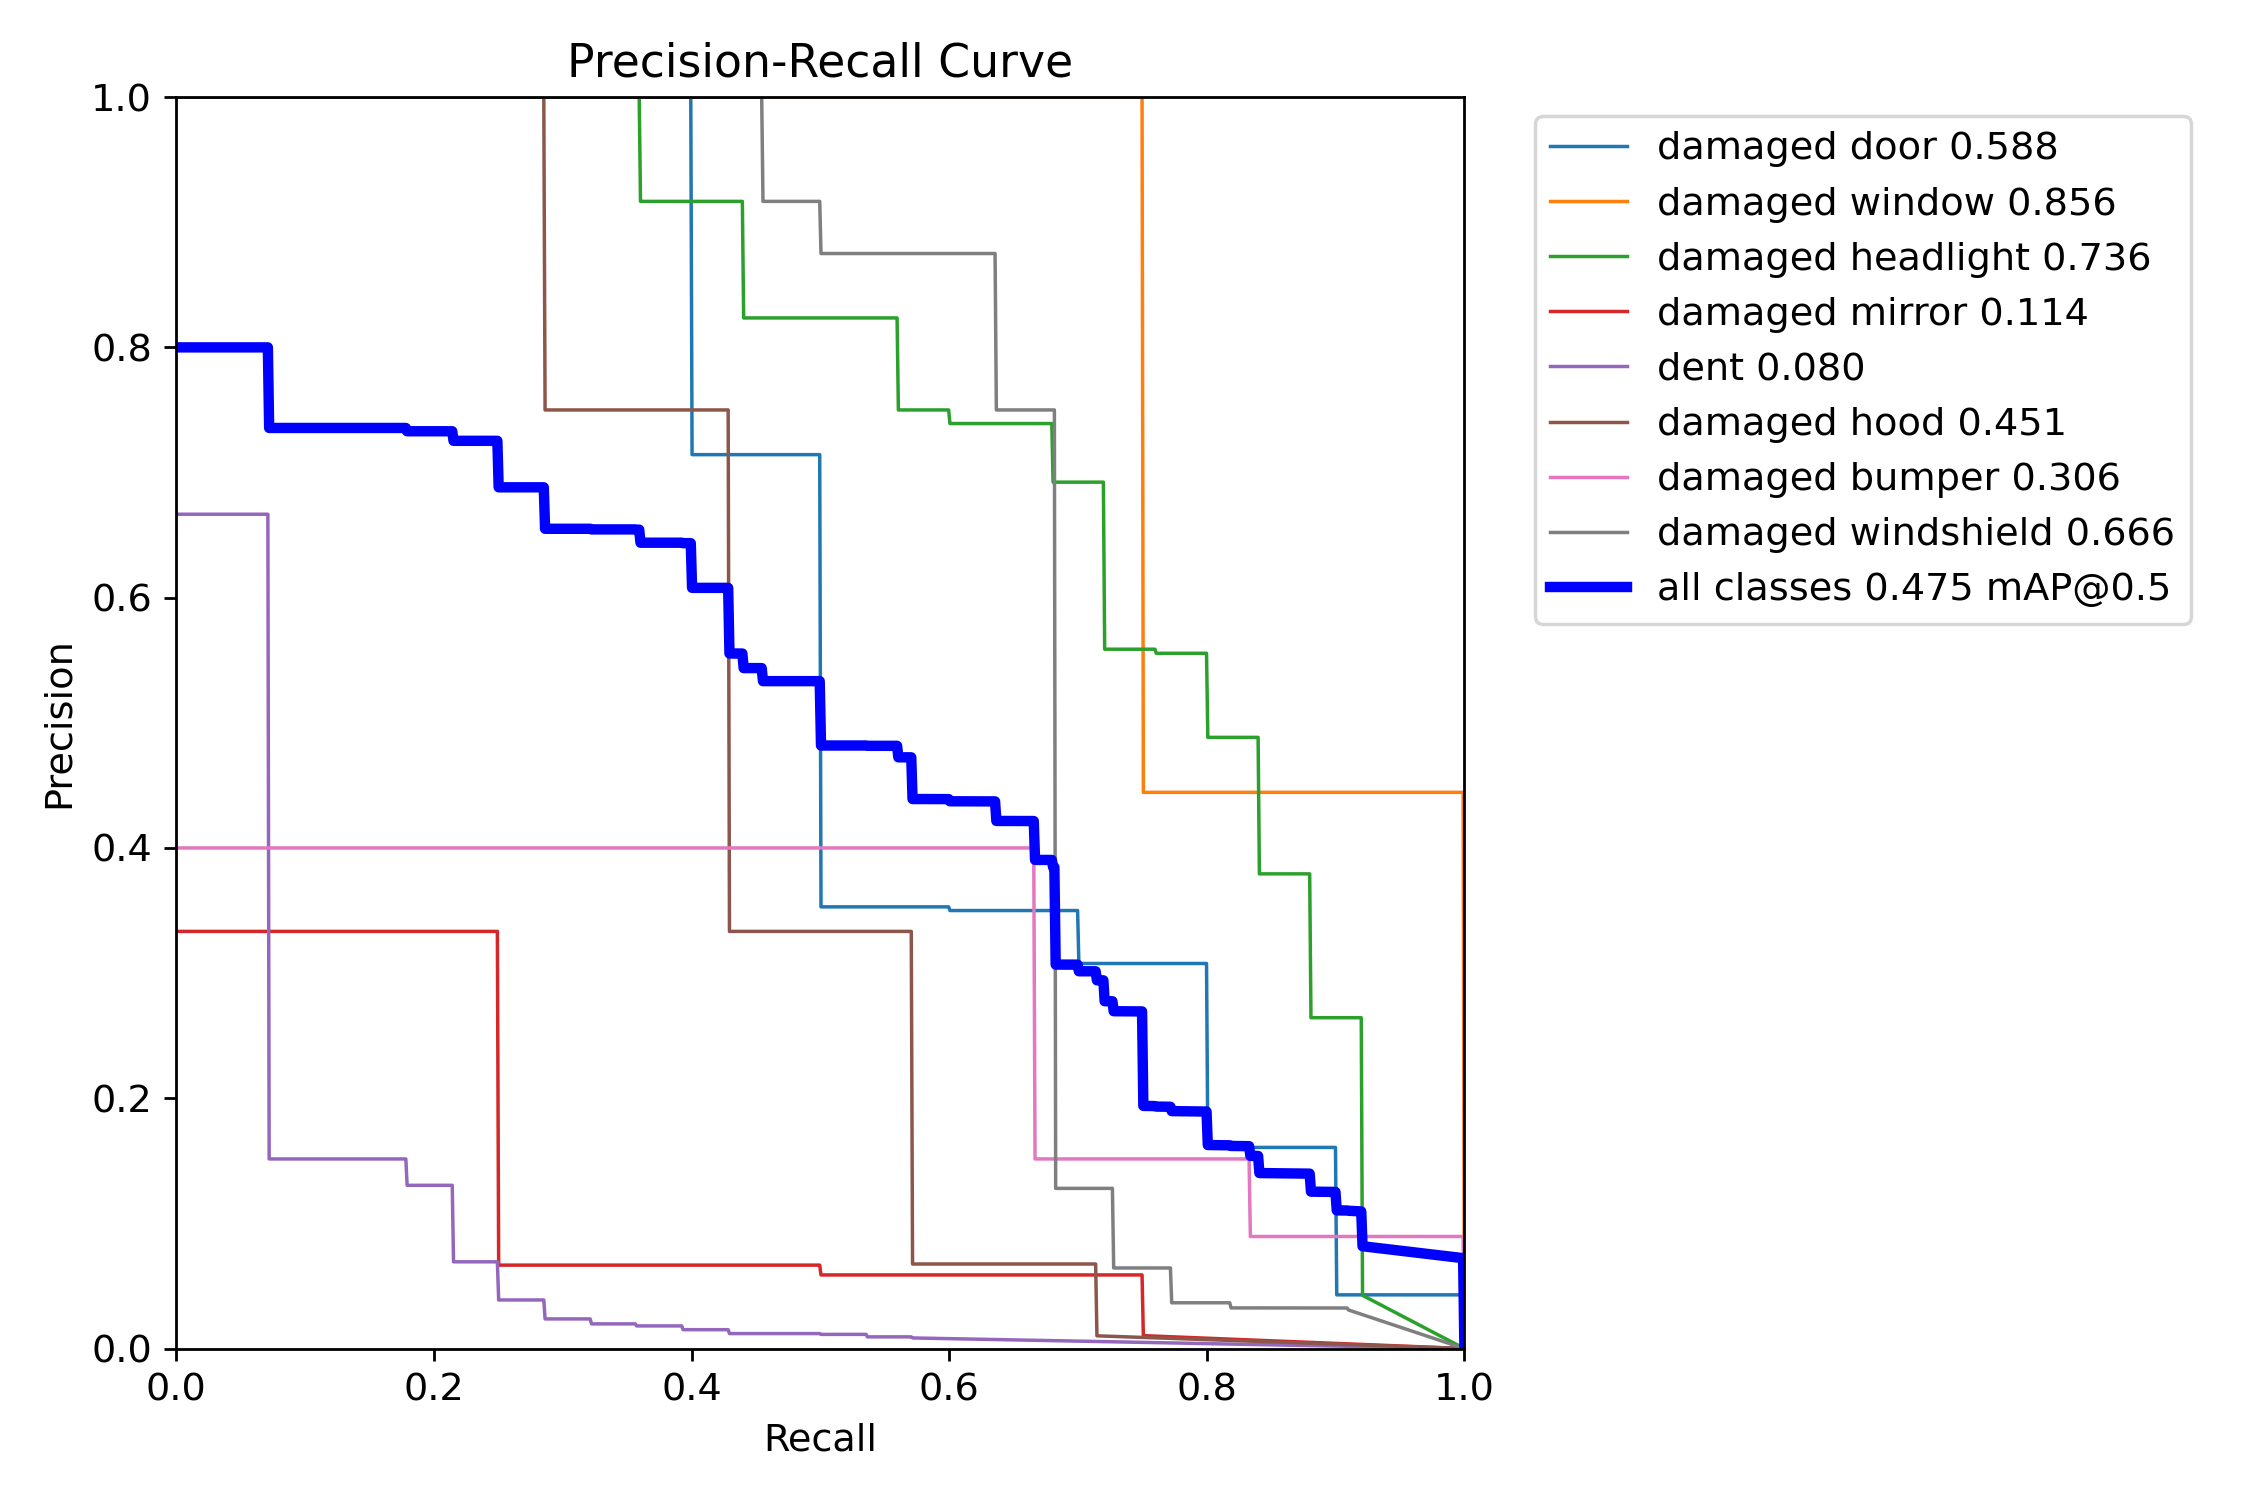 Precision-Recall Curve
1.0
0.8
0.6
0.4
0.2
0.0
Precision
0.0 0.2 0.4 0.6 0.8 1.0
Recall
damaged door 0.588
damaged window 0.856
damaged headlight 0.736
damaged mirror 0.114
dent 0.080
damaged hood 0.451
damaged bumper 0.306
damaged windshield 0.666
all classes 0.475 mAP@0.5